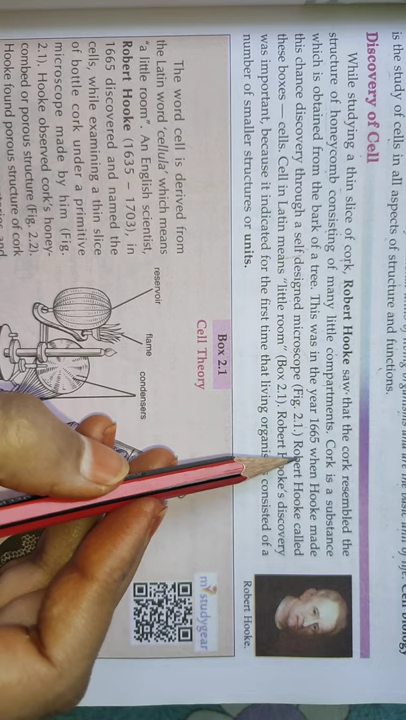 is the study of cells in all aspects of structure and functions.
Discovery of Cell
While studying a thin slice of cork, Robert Hooke saw that the cork resembled the
structure of honeycomb consisting of many little compartments. Cork is a substance
which is obtained from the bark of a tree. This was in the year 1665 when Hooke made
this chance discovery through a self designed microscope (Fig. 2.1.) Robert Hooke called
these boxes — cells. Cell in Latin means "little room" (Box 2.1). Robert Hooke's discovery
was important, because it indicated for the first time that living consisted of a
number of smaller structures or units.
Robert Hooke.
Box 2.1
Cell Theory
The word cell is derived from
the Latin word 'cellula' which means
"a little room". An English scientist,
Robert Hooke (1635 – 1703), in
1665 discovered and named the
cells, while examining a thin slice
of bottle cork under a primitive
microscope made by him (Fig.
2.1). Hooke observed cork's honey-
combed or porous structure (Fig. 2.2).
Hooke found porous structure of cork
reservoir
flame
condensers
my studygear